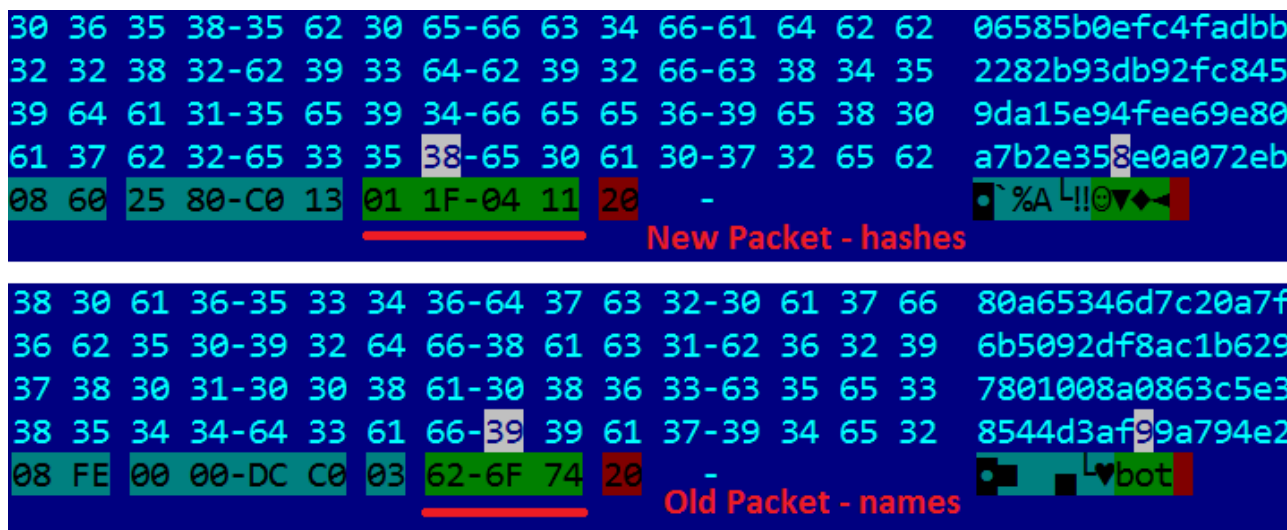 30 36 35 38-35 62 30 65-66 63 34 66-61 64 62 62 06585b0efc4fadbb
32 32 38 32-62 39 33 64-62 39 32 66-63 38 34 35 2282b93db92fc845
39 64 61 31-35 65 39 34-66 65 65 36-39 65 38 30 9da15e94fee69e80
61 37 62 32-65 33 35 38-65 30 61 30-37 32 65 62 a7b2e358e0a072eb
08 60 25 80-C0 13 01 1F-04 11 20 - ◘`%А└‼☺▼♦◄
New Packet - hashes
38 30 61 36-35 33 34 36-64 37 63 32-30 61 37 66 80a65346d7c20a7f
36 62 35 30-39 32 64 66-38 61 63 31-62 36 32 39 6b5092df8ac1b629
37 38 30 31-30 30 38 61-30 38 36 33-63 35 65 33 7801008a0863c5e3
38 35 34 34-64 33 61 66-39 39 61 37-39 34 65 32 8544d3af99a794e2
08 FE 00 00-DC C0 03 62-6F 74 20 - ◘■  ▄└♥bot
Old Packet - names